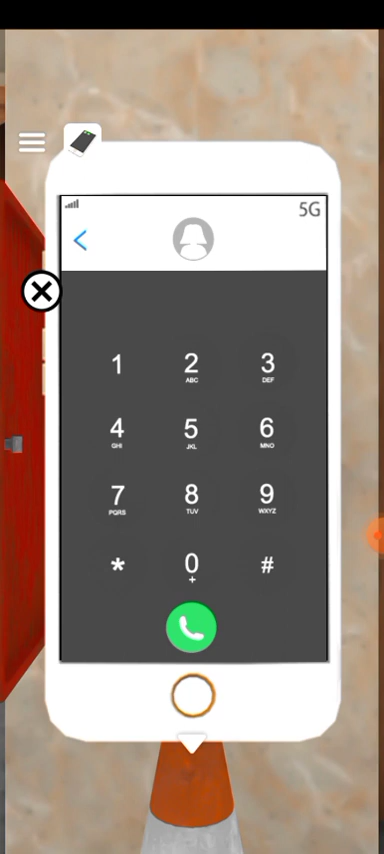 5G
1 2 3
ABC DEF
4 5 6
GHI JKL MNO
7 8 9
PQRS TUV WXYZ
* 0 #
+